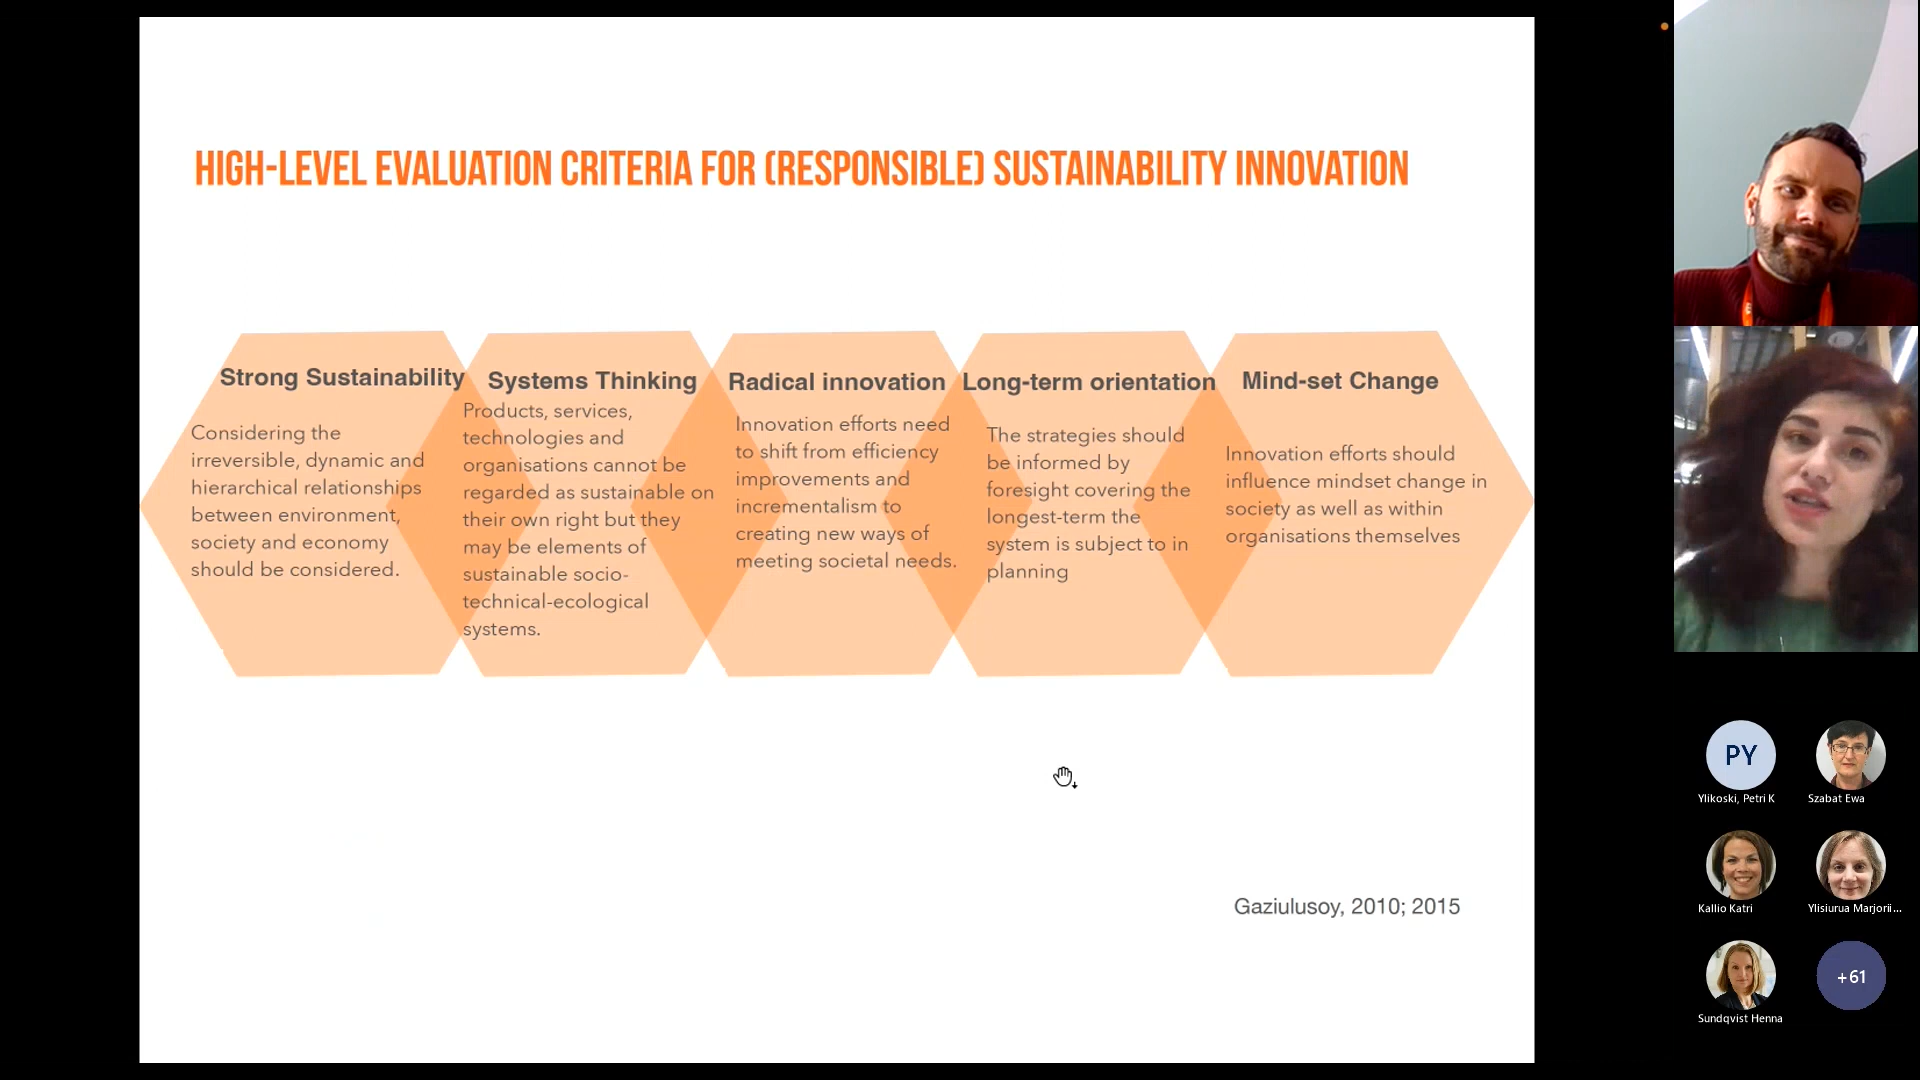 HIGH-LEVEL EVALUATION CRITERIA FOR (RESPONSIBLE) SUSTAINABILITY INNOVATION
Strong Sustainability
Considering the
irreversible, dynamic and
hierarchical relationships
between environment,
society and economy
should be considered.
Systems Thinking
Products, services,
technologies and
organisations cannot be
regarded as sustainable on
their own right but they
may be elements of
sustainable socio-
technical-ecological
systems.
Radical innovation
Innovation efforts need
to shift from efficiency
improvements and
incrementalism to
creating new ways of
meeting societal needs.
Long-term orientation
The strategies should
be informed by
foresight covering the
longest-term the
system is subject to in
planning
Mind-set Change
Innovation efforts should
influence mindset change in
society as well as within
organisations themselves
Gaziulusoy, 2010; 2015
PY
Ylikoski, Petri K
Szabat Ewa
Kallio Katri
Ylisiurua Marjorii...
Sundqvist Henna
+61